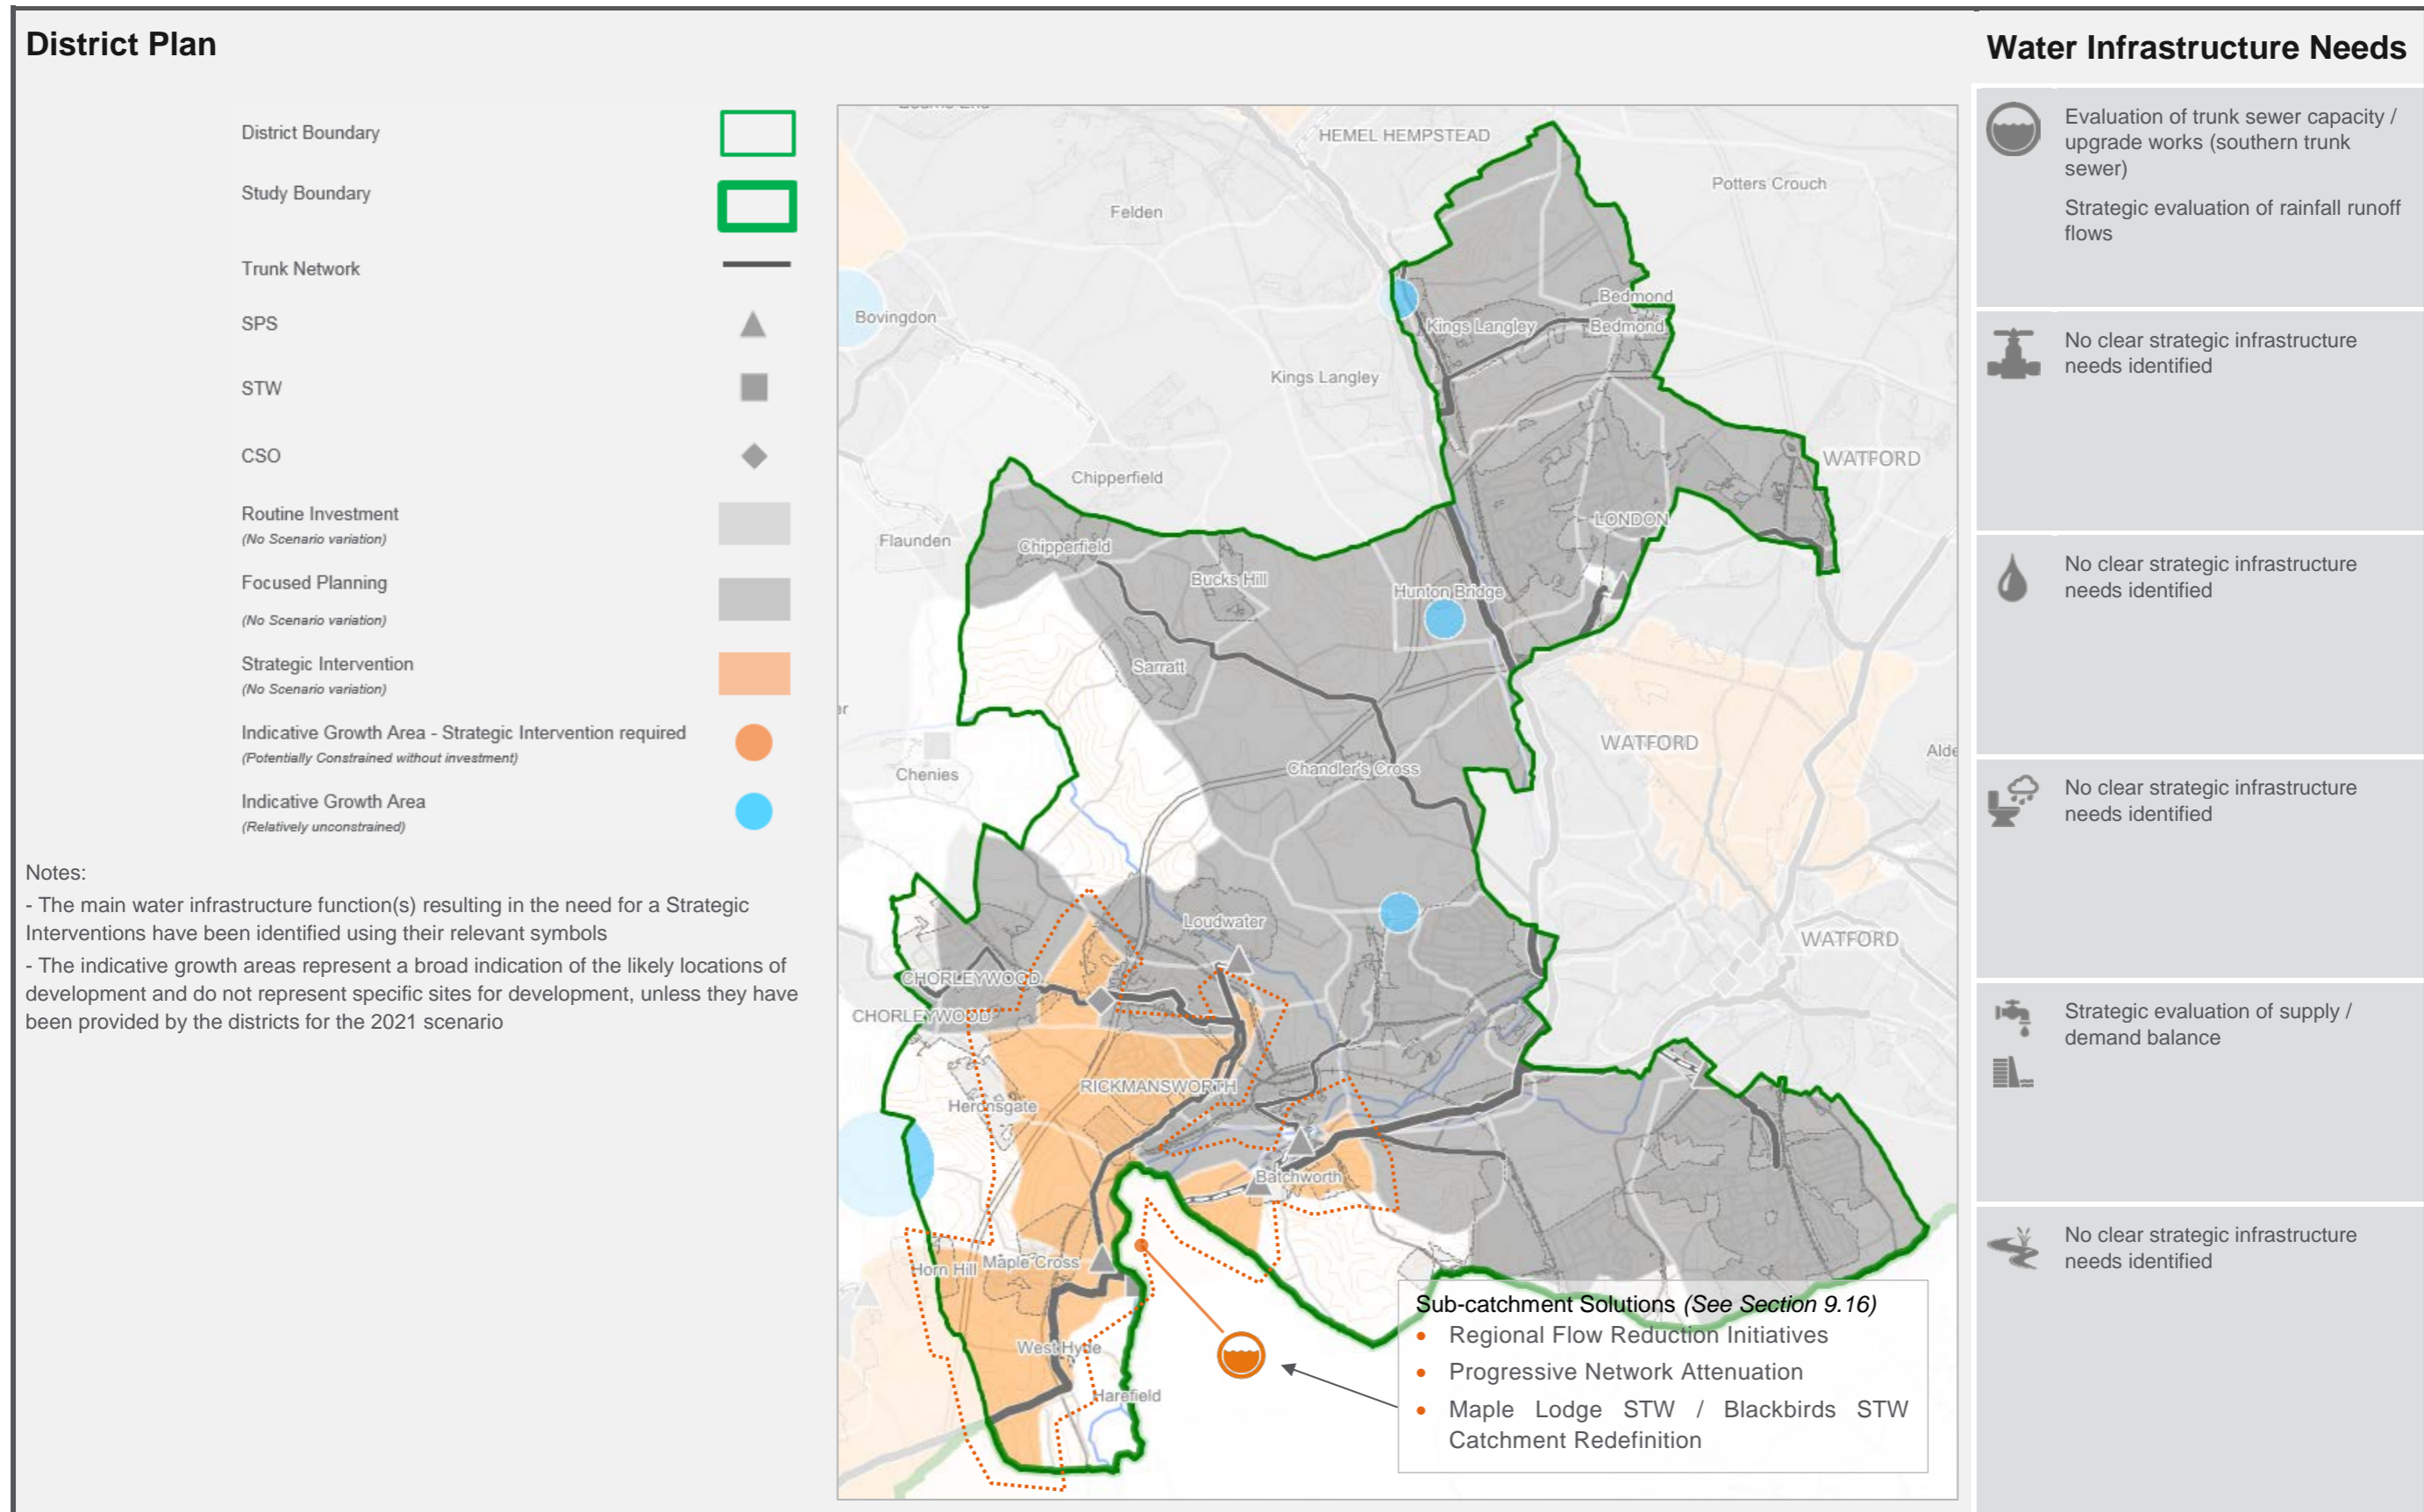 District Plan
Water Infrastructure Needs
District Boundary
Study Boundary
Trunk Network
SPS
STW
CSO
Routine Investment
(No Scenario variation)
Focused Planning
(No Scenario variation)
Strategic Intervention
(No Scenario variation)
Indicative Growth Area - Strategic Intervention required
(Potentially Constrained without investment)
Indicative Growth Area
(Relatively unconstrained)
Notes:
- The main water infrastructure function(s) resulting in the need for a Strategic
Interventions have been identified using their relevant symbols
- The indicative growth areas represent a broad indication of the likely locations of
development and do not represent specific sites for development, unless they have
been provided by the districts for the 2021 scenario
HEMEL HEMPSTEAD
Potters Crouch
Felden
Bedmond
Bovingdon
Kings Langley
Bedmond
Kings Langley
WATFORD
Chipperfield
LONDON
Flaunden
Chipperfield
Bucks Hill
Hunton Bridge
Sarratt
WATFORD
Chenies
Chandler's Cross
Loudwater
WATFORD
CHORLEYWOOD
CHORLEYWOOD
RICKMANSWORTH
Heronsgate
Batchworth
Maple Cross
Horn Hill
West Hyde
Harefield
Sub-catchment Solutions (See Section 9.16)
• Regional Flow Reduction Initiatives
• Progressive Network Attenuation
• Maple Lodge STW / Blackbirds STW
Catchment Redefinition
Evaluation of trunk sewer capacity /
upgrade works (southern trunk
sewer)
Strategic evaluation of rainfall runoff
flows
No clear strategic infrastructure
needs identified
No clear strategic infrastructure
needs identified
No clear strategic infrastructure
needs identified
Strategic evaluation of supply /
demand balance
No clear strategic infrastructure
needs identified